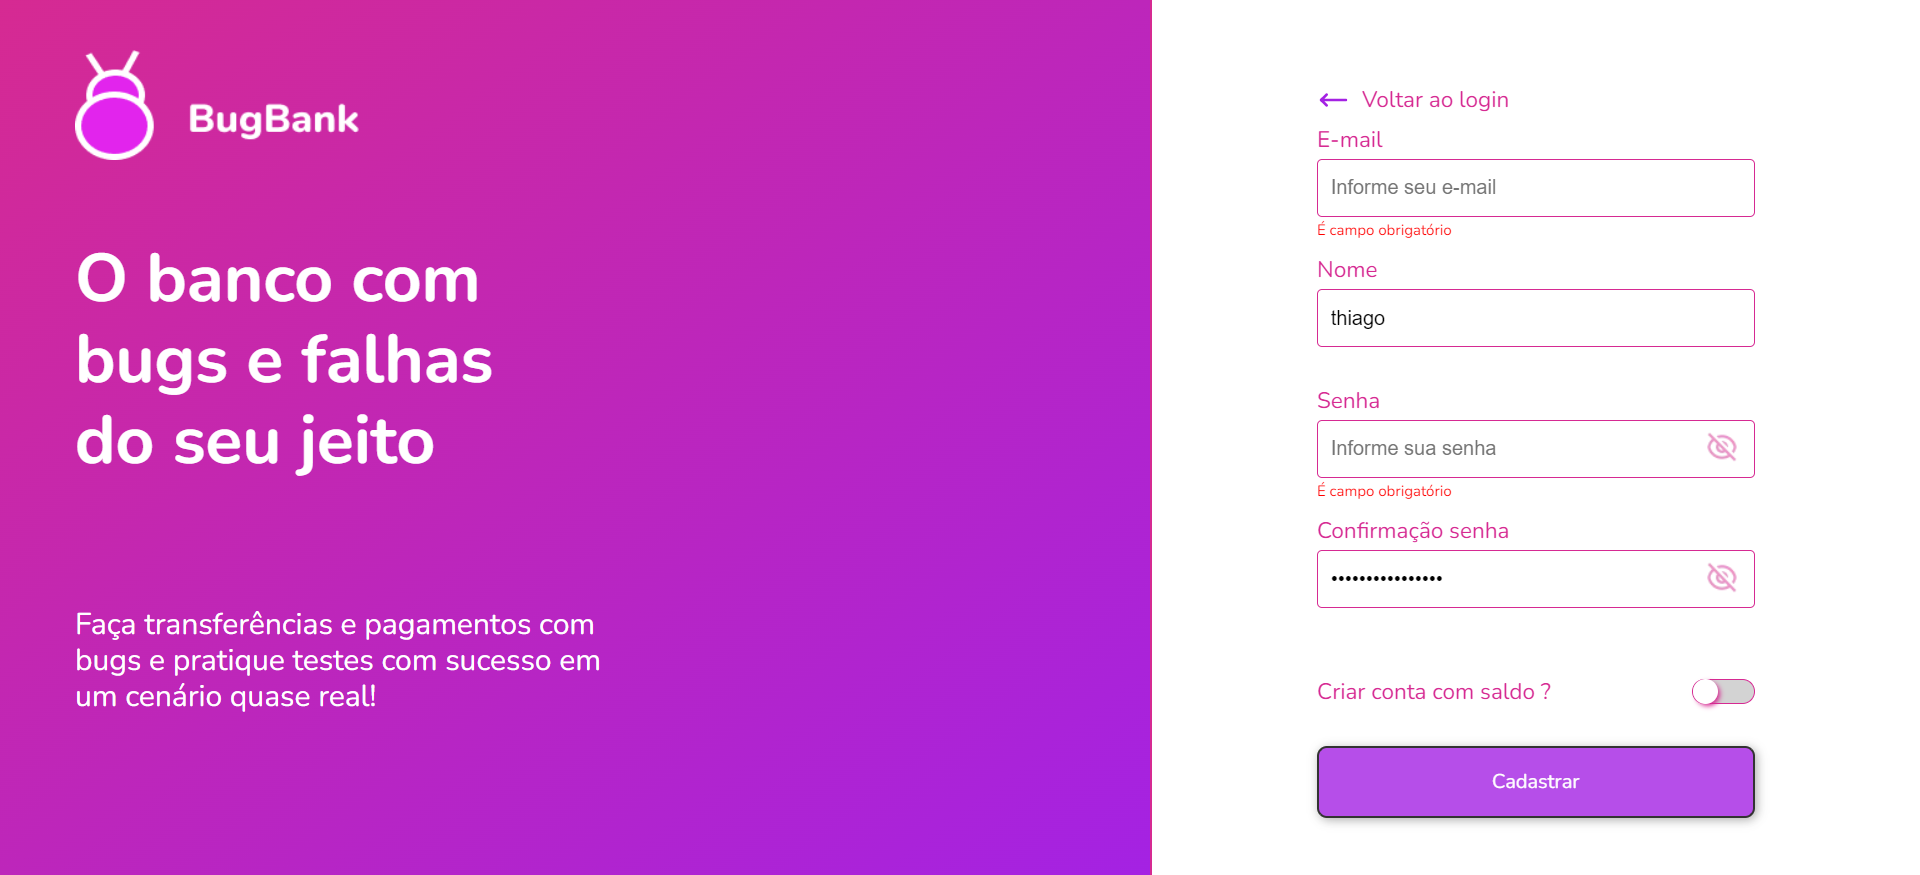 BugBank
O banco com
bugs e falhas
do seu jeito
Faça transferências e pagamentos com
bugs e pratique testes com sucesso em
um cenário quase real!
Voltar ao login
E-mail
Informe seu e-mail
É campo obrigatório
Nome
thiago
Senha
Informe sua senha
É campo obrigatório
Confirmação senha
••••••••••••••••
Criar conta com saldo ?
Cadastrar